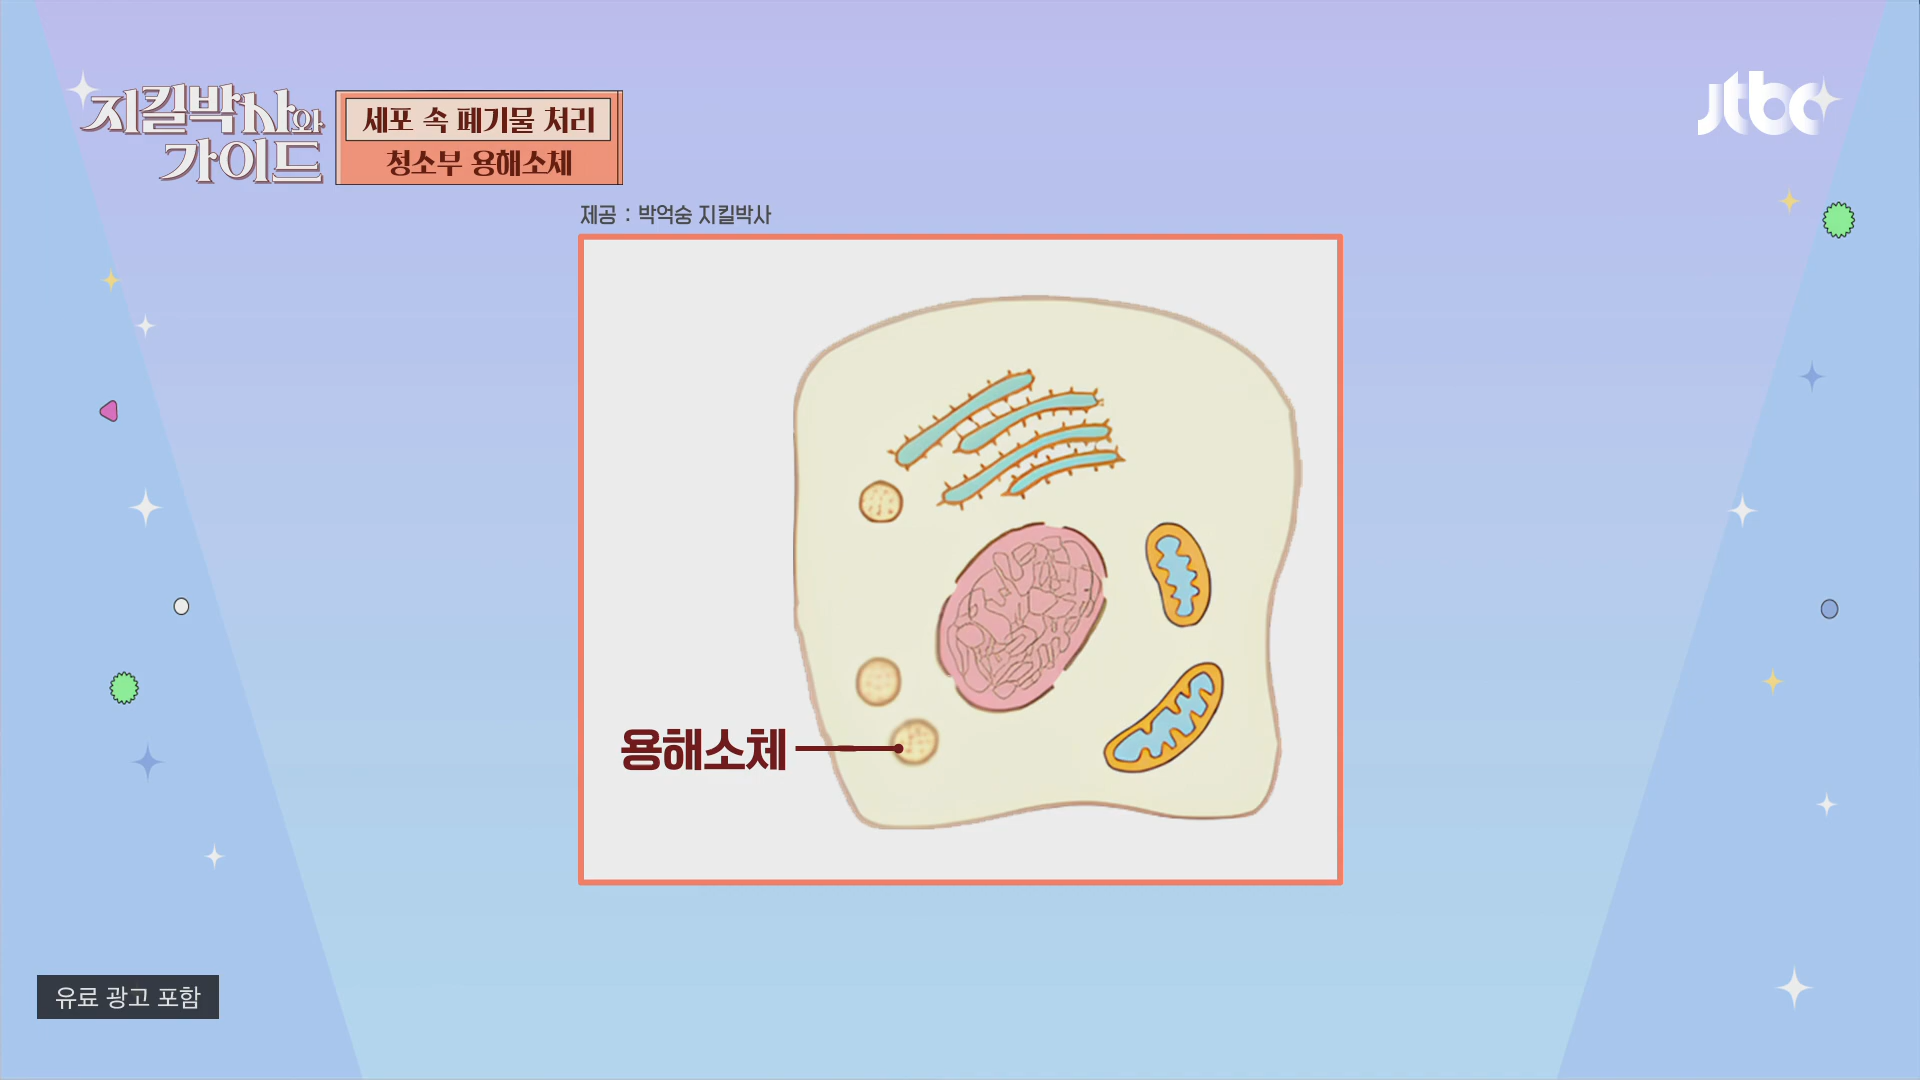 지킬박사와
가이드
세포 속 폐기물 처리
청소부 용해소체
jtbc
제공 : 박억숭 지킬박사
용해소체
유료 광고 포함